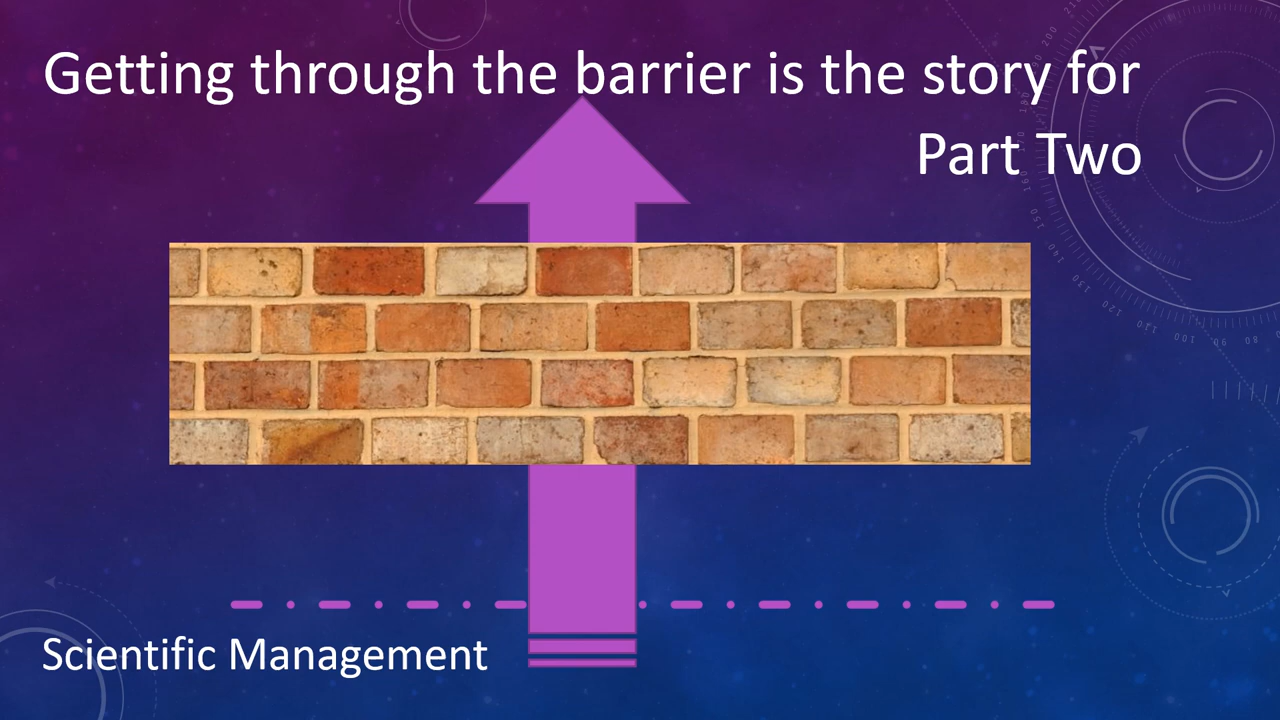 Getting through the barrier is the story for
Part Two
Scientific Management